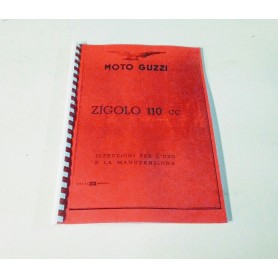 MOTO GUZZI
ZIGOLO 110 cc
ISTRUZIONI PER L'USO
E LA MANUTENZIONE